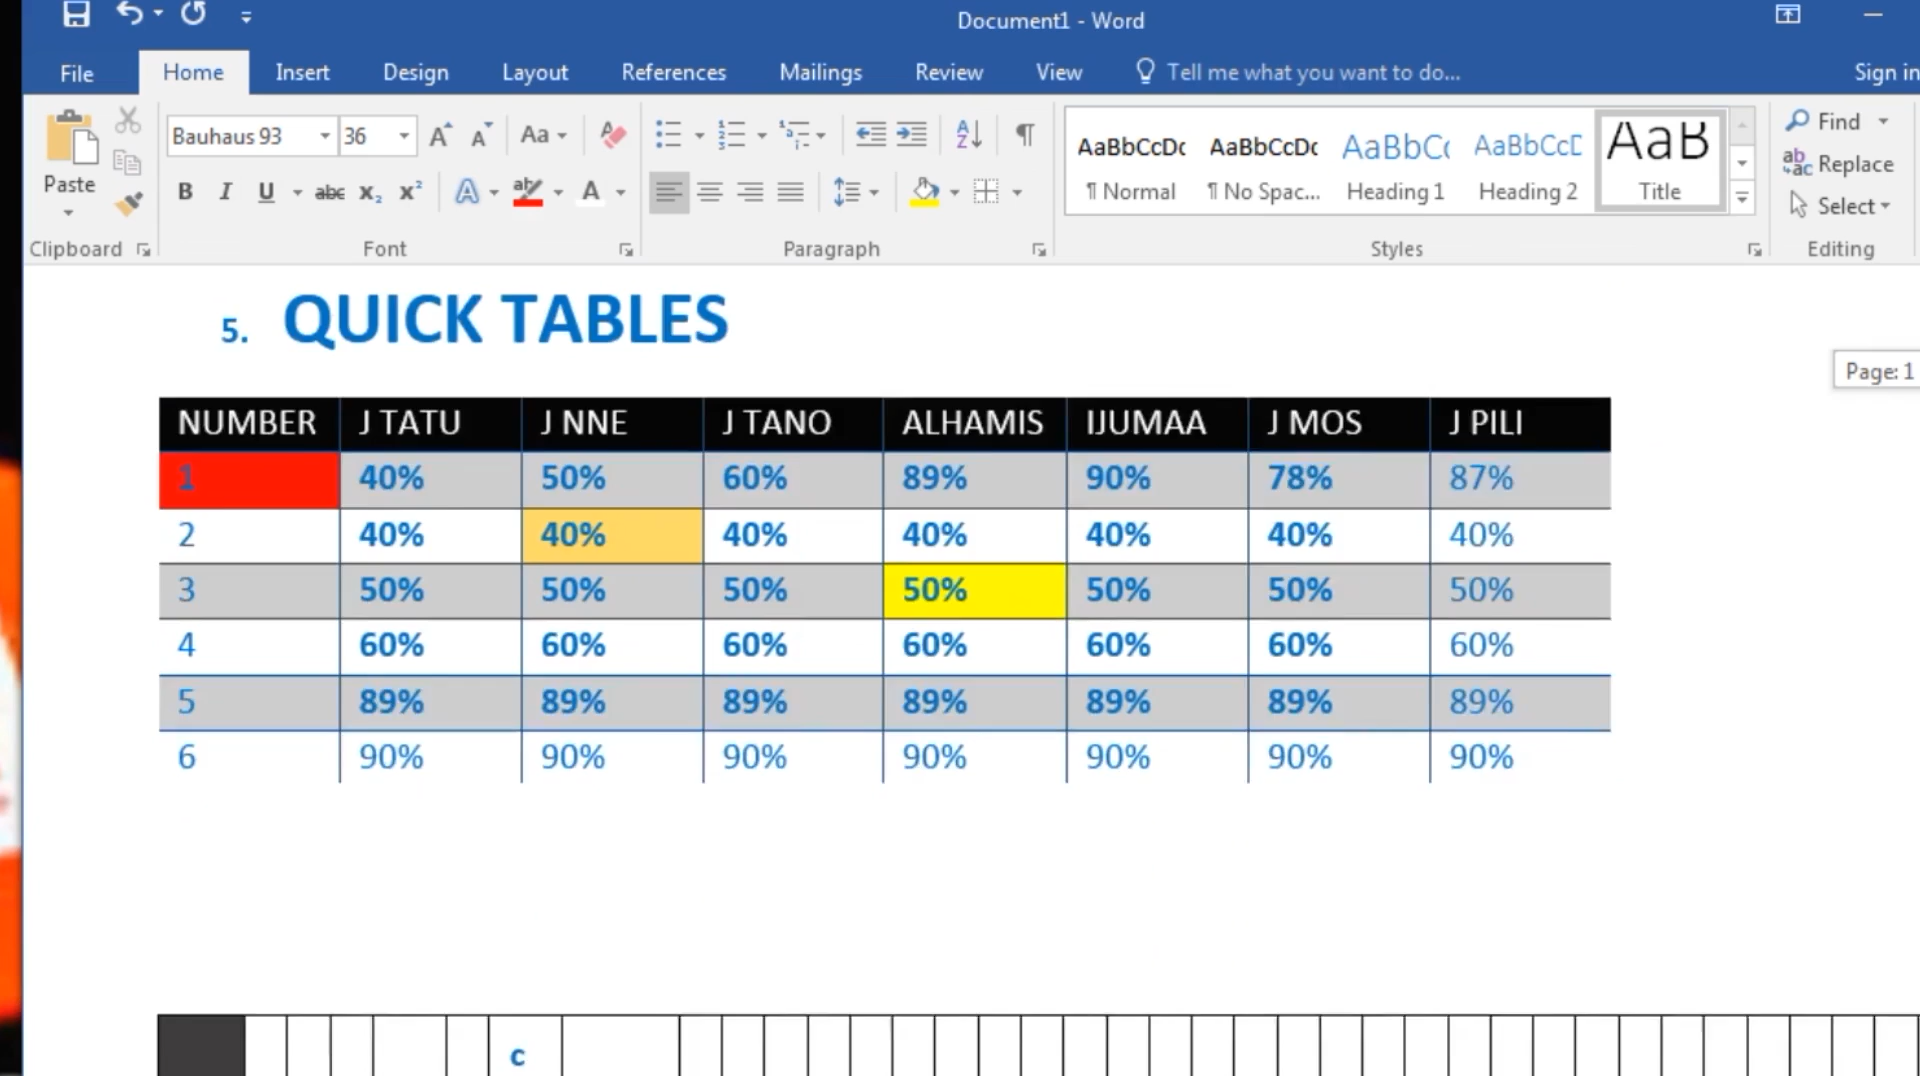 Document1 - Word
File Home Insert Design Layout References Mailings Review View Tell me what you want to do... Sign in
Paste
Clipboard
Bauhaus 93 36 A A Aa
B I U abc X₂ X² A ab A
Font
A Z ¶
Paragraph
AaBbCcDc AaBbCcDc AaBbCc AaBbCcD AaB
¶ Normal ¶ No Spac... Heading 1 Heading 2 Title
Styles
Find
Replace
Select
Editing
5. QUICK TABLES
Page: 1
NUMBER J TATU J NNE J TANO ALHAMIS IJUMAA J MOS J PILI
1 40% 50% 60% 89% 90% 78% 87%
2 40% 40% 40% 40% 40% 40% 40%
3 50% 50% 50% 50% 50% 50% 50%
4 60% 60% 60% 60% 60% 60% 60%
5 89% 89% 89% 89% 89% 89% 89%
6 90% 90% 90% 90% 90% 90% 90%
c